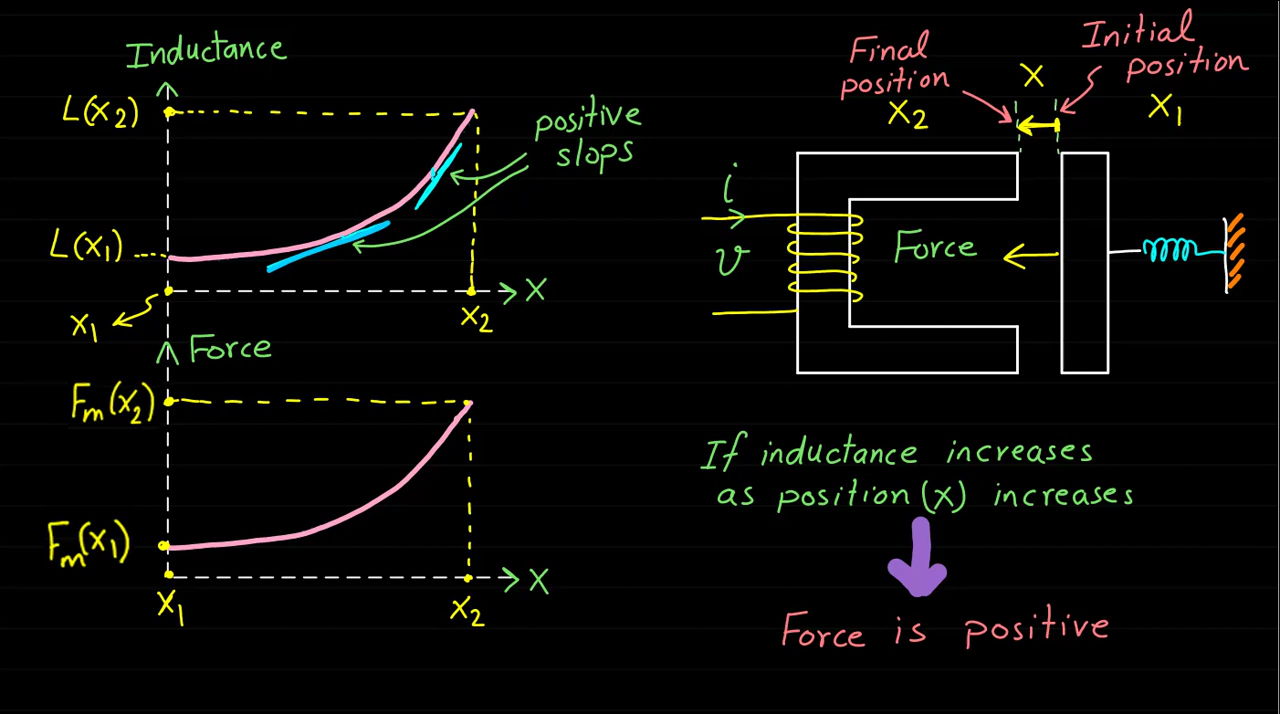 Inductance
L(x2)
L(x1)
positive
slops
X
x1
x2
Force
Fm(x2)
Fm(x1)
X
x1
x2
Final
position
x2
X
Initial
position
x1
i
v
Force
If inductance increases
as position (x) increases
Force is positive